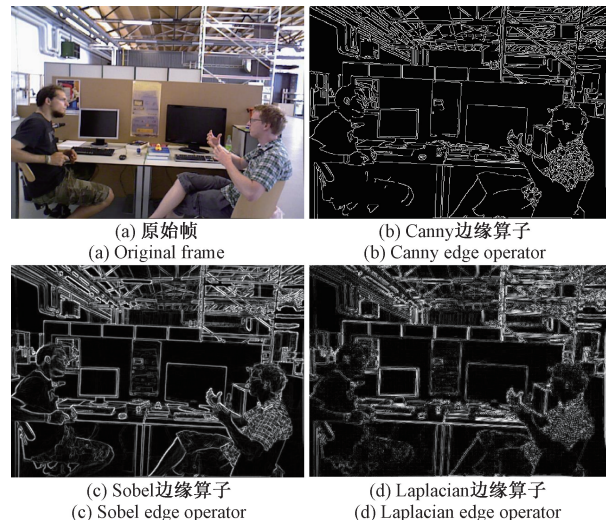 (a) 原始帧
(a) Original frame
(b) Canny边缘算子
(b) Canny edge operator
(c) Sobel边缘算子
(c) Sobel edge operator
(d) Laplacian边缘算子
(d) Laplacian edge operator